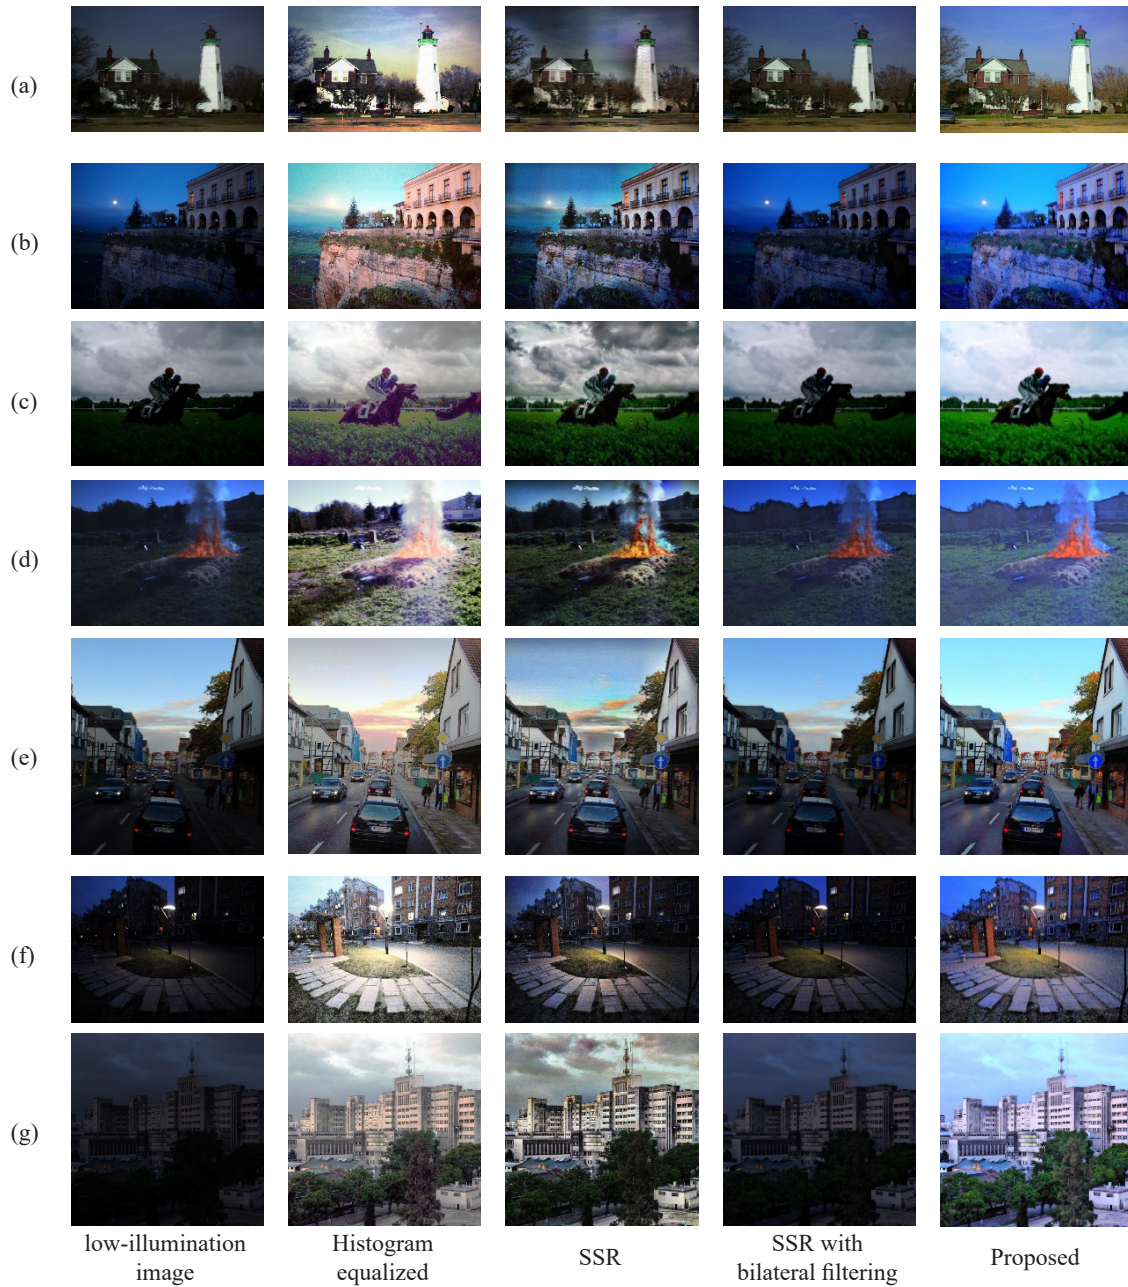 (a)
(b)
(c)
(d)
(e)
(f)
(g)
low-illumination
image
Histogram
equalized
SSR
SSR with
bilateral filtering
Proposed